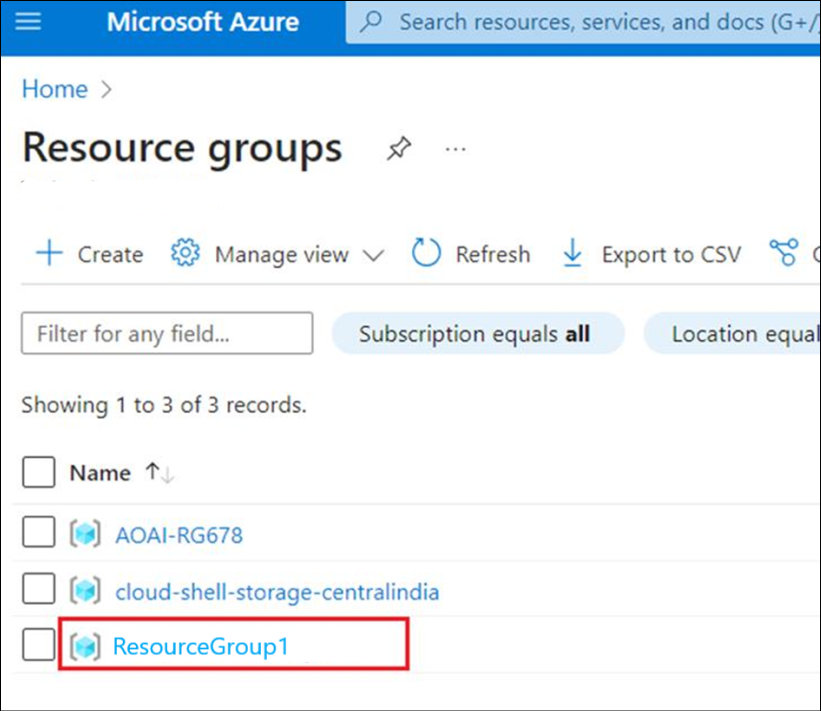 Microsoft Azure Search resources, services, and docs (G+/)
Home >
Resource groups ...
+ Create Manage view Refresh Export to CSV
Filter for any field... Subscription equals all Location equal
Showing 1 to 3 of 3 records.
Name ↑↓
AOAI-RG678
cloud-shell-storage-centralindia
ResourceGroup1